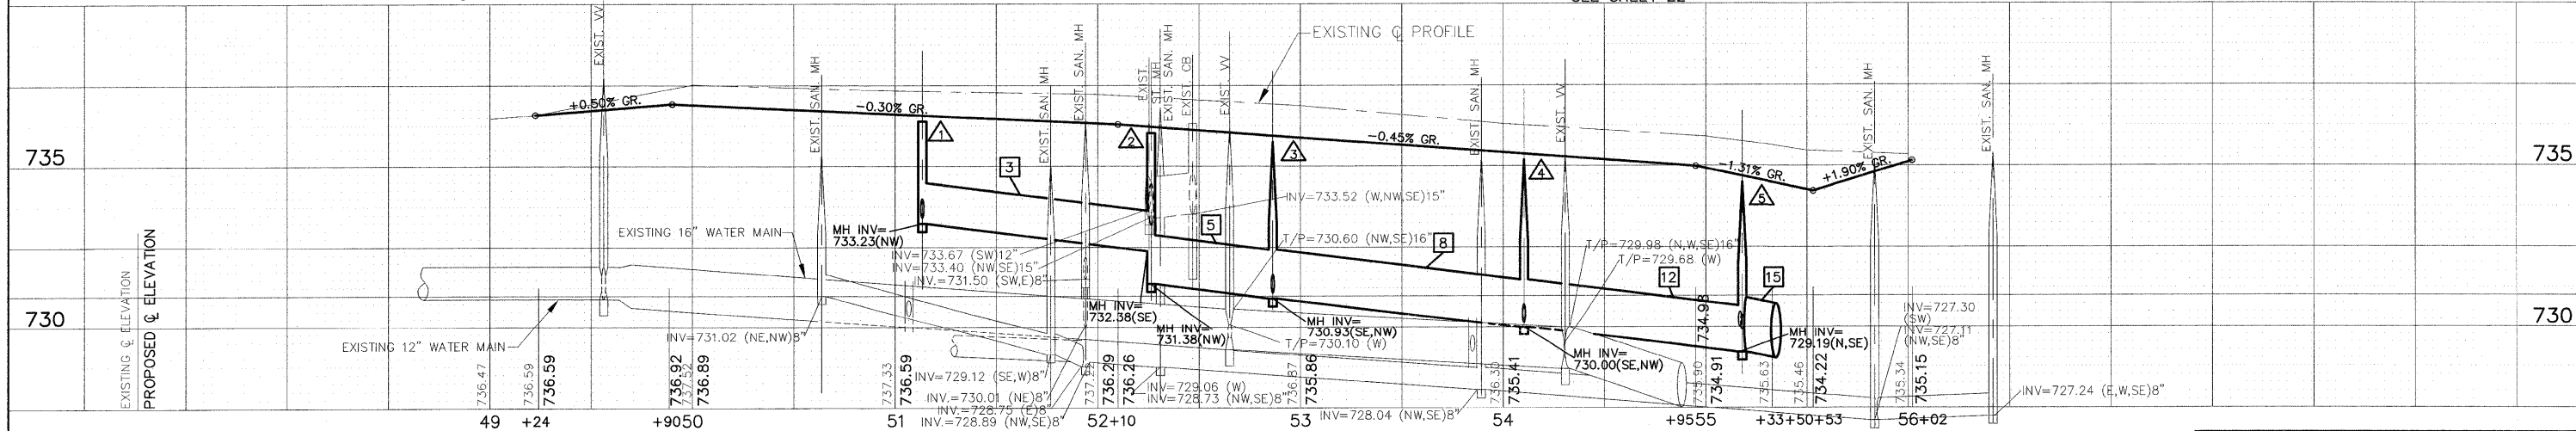 EXISTING ℄ PROFILE
EXIST. VV
EXIST. SAN. MH
EXIST. SAN. MH
EXIST. SAN. MH
EXIST.
ST. MH
EXIST. SAN. MH
EXIST. CB
EXIST. VV
EXIST. SAN. MH
EXIST. VV
EXIST. SAN. MH
EXIST. SAN. MH
+0.50% GR.
-0.30% GR.
-0.45% GR.
-1.31% GR.
+1.90% GR.
1
2
3
4
5
3
5
8
12
15
735
735
730
730
EXISTING 16" WATER MAIN
EXISTING 12" WATER MAIN
MH INV=
733.23(NW)
INV=733.52 (W,NW,SE)15"
INV=733.67 (SW)12"
INV=733.40 (NW,SE)15"
INV=731.50 (SW,E)8"
T/P=730.60 (NW,SE)16"
T/P=729.98 (N,W,SE)16"
T/P=729.68 (W)
MH INV=
732.38(SE)
MH INV=
731.38(NW)
MH INV=
730.93(SE,NW)
T/P=730.10 (W)
MH INV=
730.00(SE,NW)
MH INV=
729.19(N,SE)
INV=727.30
(SW)
INV=727.11
(NW,SE)8"
INV=731.02 (NE,NW)8"
INV=729.12 (SE,W)8"
INV.=730.01 (NE)8"
INV.=728.75 (E)8"
INV.=728.89 (NW,SE)8"
INV=729.06 (W)
INV=728.73 (NW,SE)8"
INV=728.04 (NW,SE)8"
INV=727.24 (E,W,SE)8"
EXISTING ℄ ELEVATION
PROPOSED ℄ ELEVATION
736.47
736.59
736.59
736.92
737.52
736.89
737.33
736.59
736.29
736.26
736.87
735.86
736.30
735.41
734.93
735.90
734.91
735.63
735.46
734.22
735.34
735.15
49
+24
+90
50
51
52
+10
53
54
+95
55
+33
+50
+53
56
+02